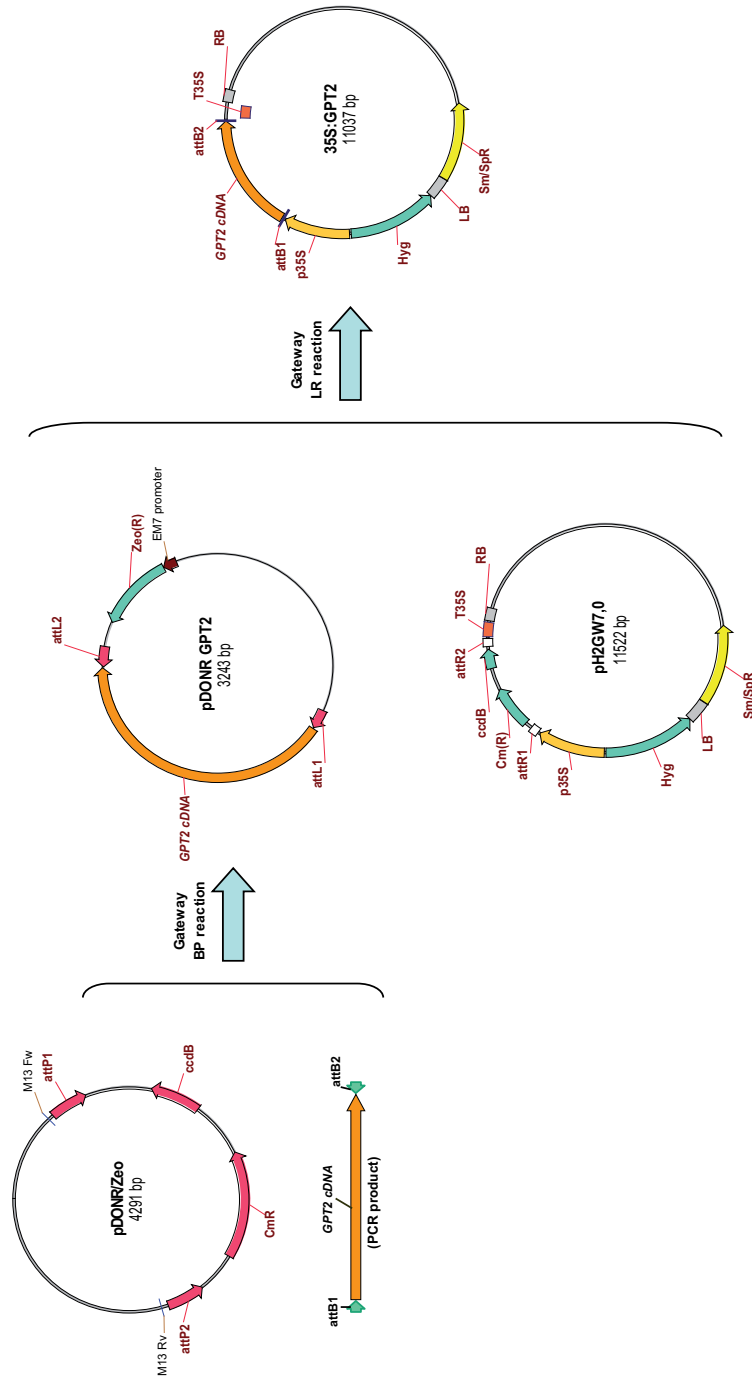 M13 Fw
attP1
pDONR/Zeo
4291 bp
ccdB
CmR
M13 Rv
attP2
attB1
GPT2 cDNA
(PCR product)
attB2
Gateway
BP reaction
attL2
Zeo(R)
EM7 promoter
pDONR GPT2
3243 bp
GPT2 cDNA
attL1
RB
T35S
attR2
ccdB
Cm(R)
attR1
p35S
pH2GW7,0
11522 bp
Hyg
LB
Sm/SpR
Gateway
LR reaction
RB
T35S
attB2
GPT2 cDNA
attB1
p35S
35S:GPT2
11037 bp
Hyg
LB
Sm/SpR